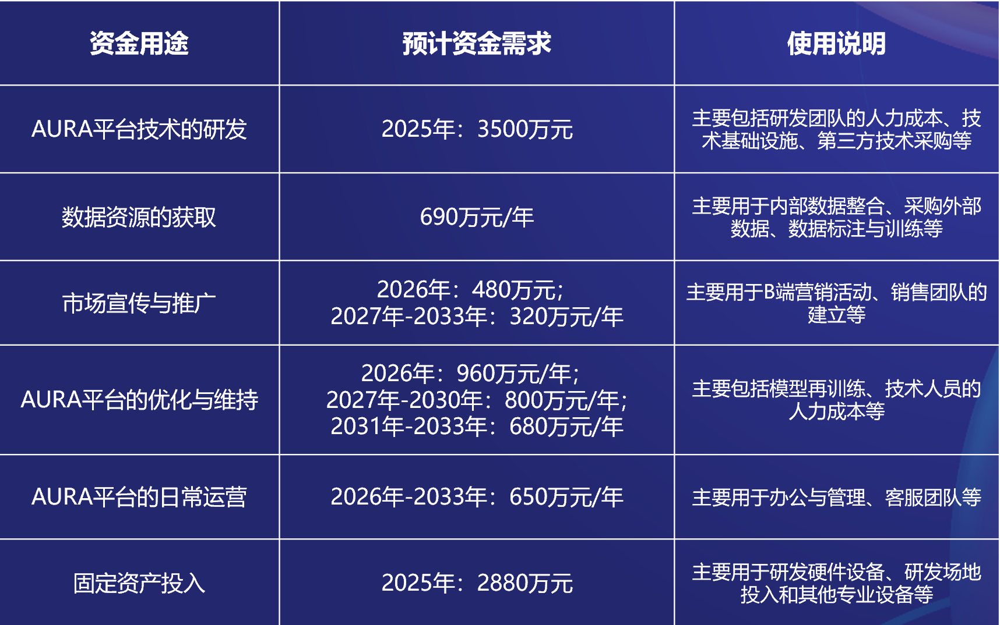 资金用途
预计资金需求
使用说明
AURA平台技术的研发
2025年：3500万元
主要包括研发团队的人力成本、技
术基础设施、第三方技术采购等
数据资源的获取
690万元/年
主要用于内部数据整合、采购外部
数据、数据标注与训练等
市场宣传与推广
2026年：480万元；
2027年-2033年：320万元/年
主要用于B端营销活动、销售团队的
建立等
AURA平台的优化与维持
2026年：960万元/年；
2027年-2030年：800万元/年；
2031年-2033年：680万元/年
主要包括模型再训练、技术人员的
人力成本等
AURA平台的日常运营
2026年-2033年：650万元/年
主要用于办公与管理、客服团队等
固定资产投入
2025年：2880万元
主要用于研发硬件设备、研发场地
投入和其他专业设备等